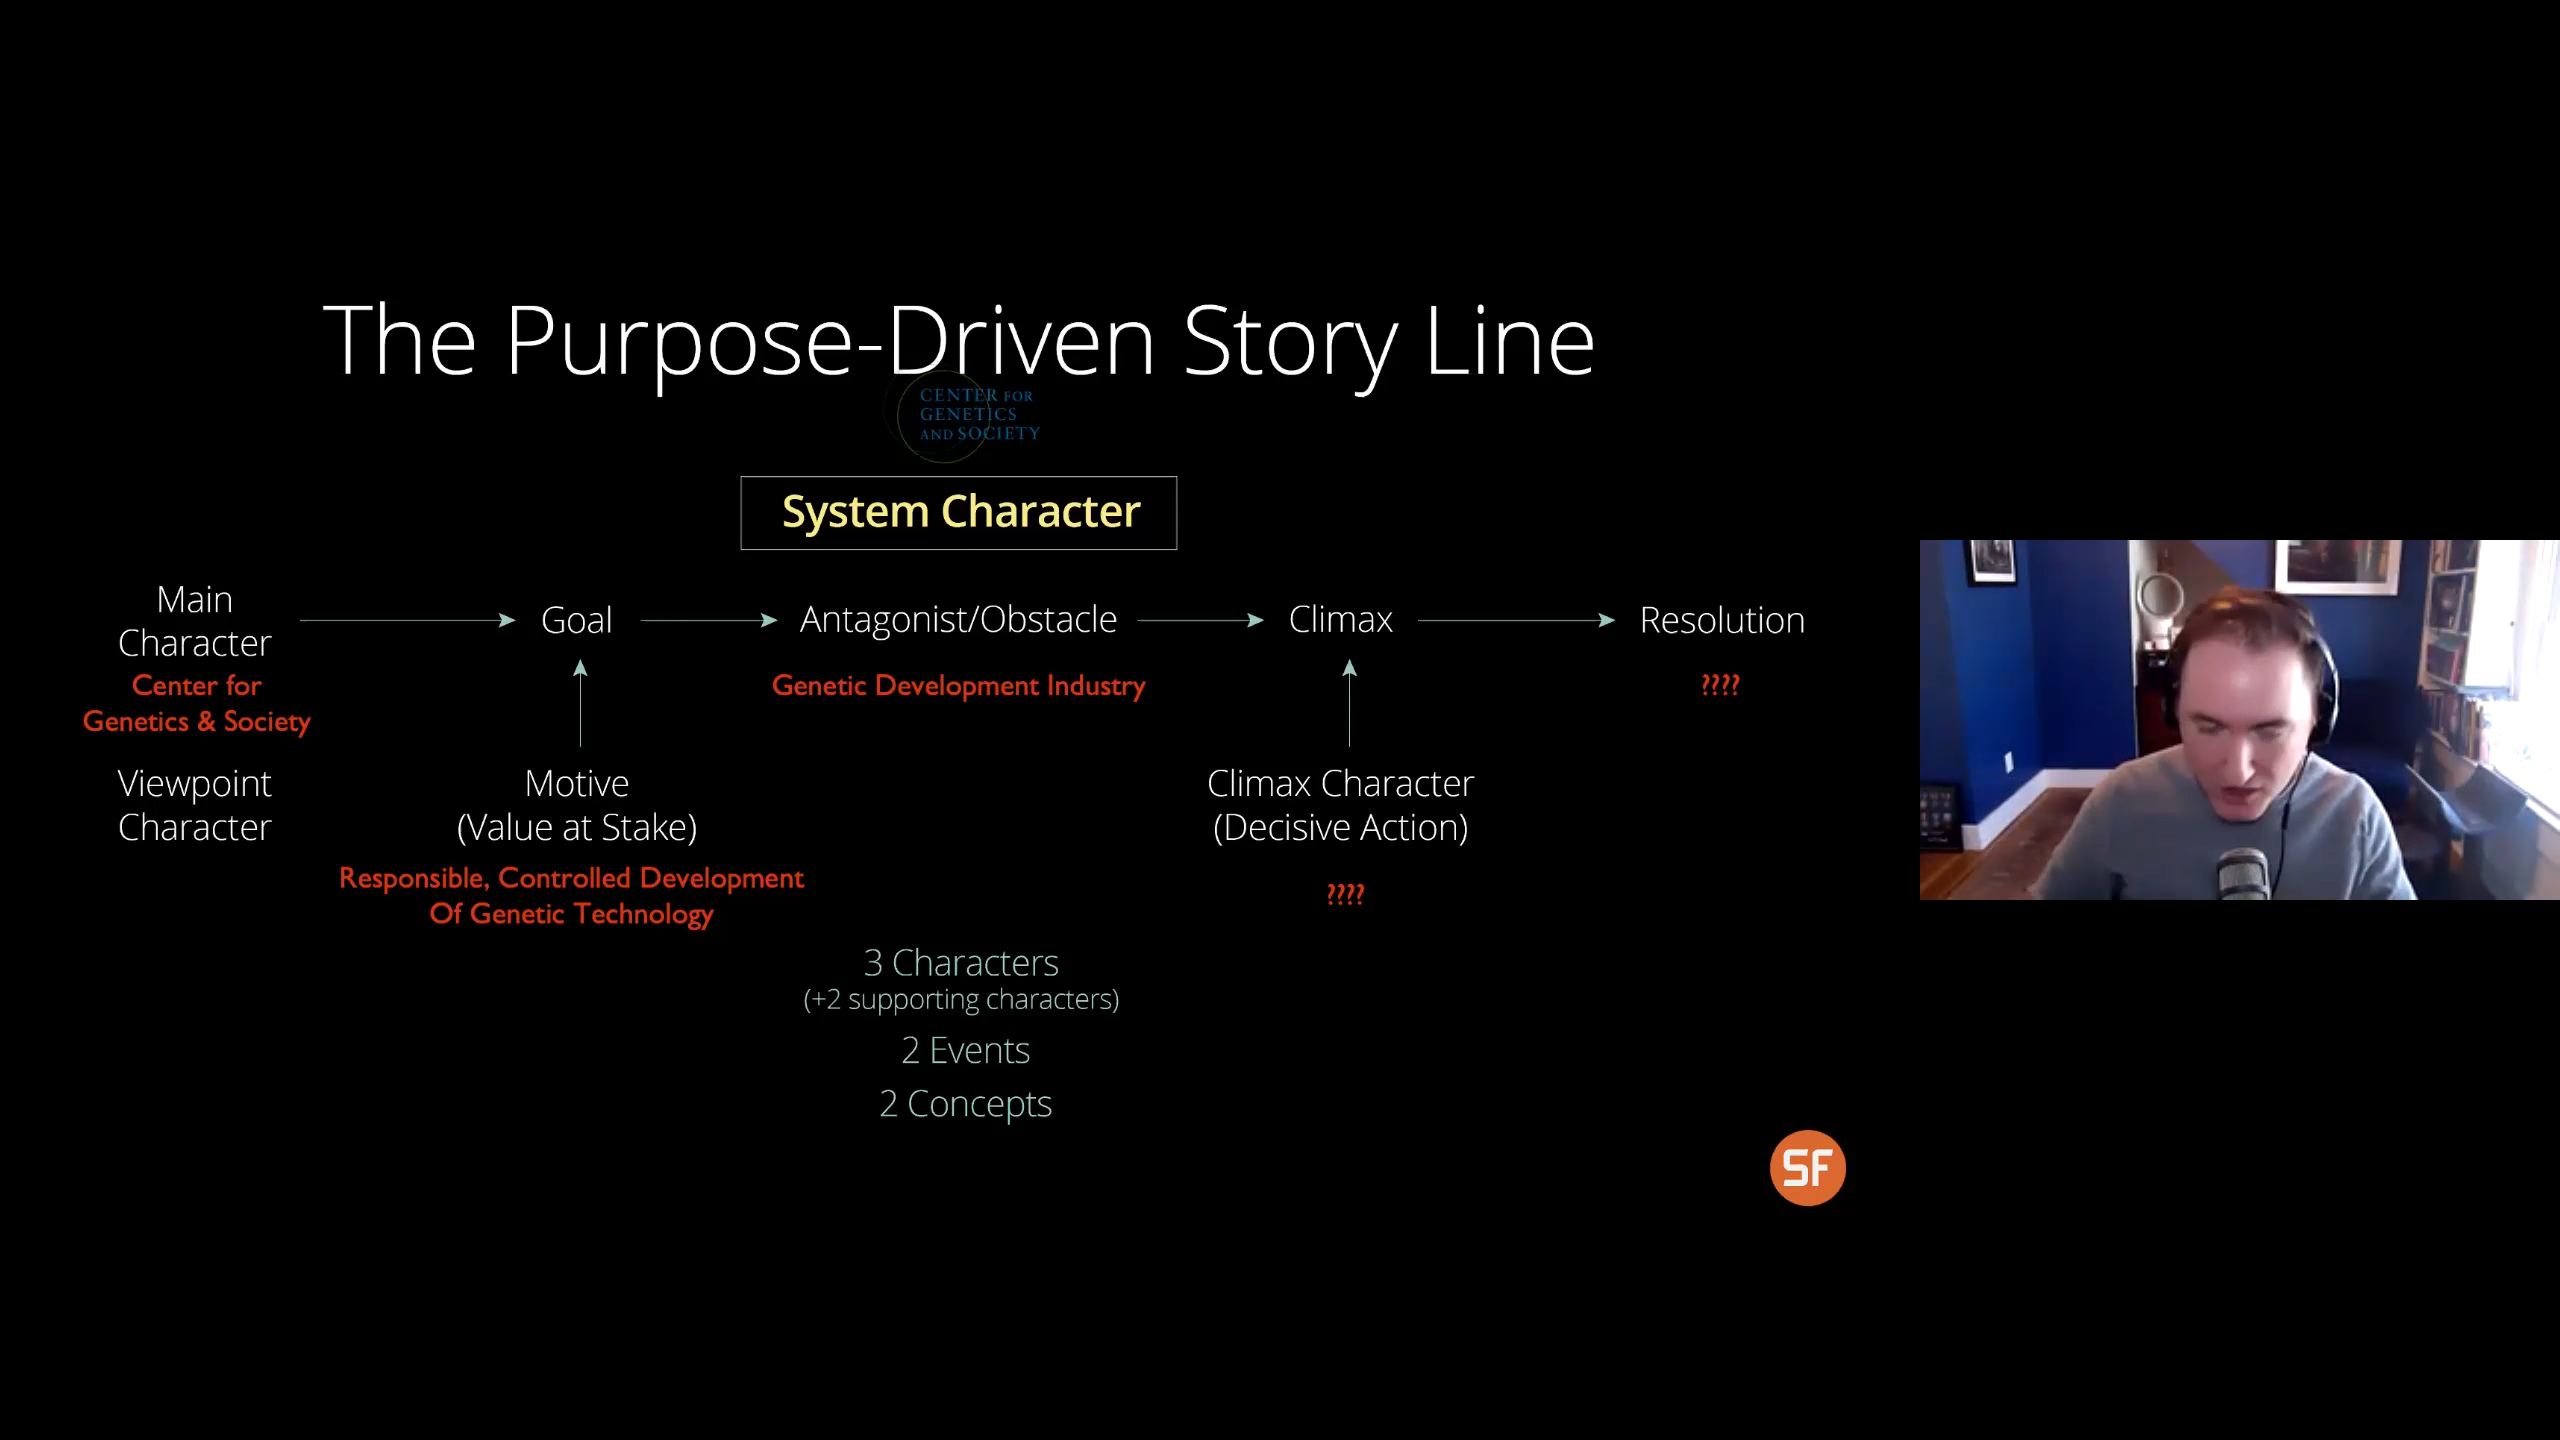 The Purpose-Driven Story Line
CENTER FOR
GENETICS
AND SOCIETY
System Character
Main
Character
Center for
Genetics & Society
Goal
Antagonist/Obstacle
Genetic Development Industry
Climax
Resolution
????
Viewpoint
Character
Motive
(Value at Stake)
Responsible, Controlled Development
Of Genetic Technology
Climax Character
(Decisive Action)
????
3 Characters
(+2 supporting characters)
2 Events
2 Concepts
SF